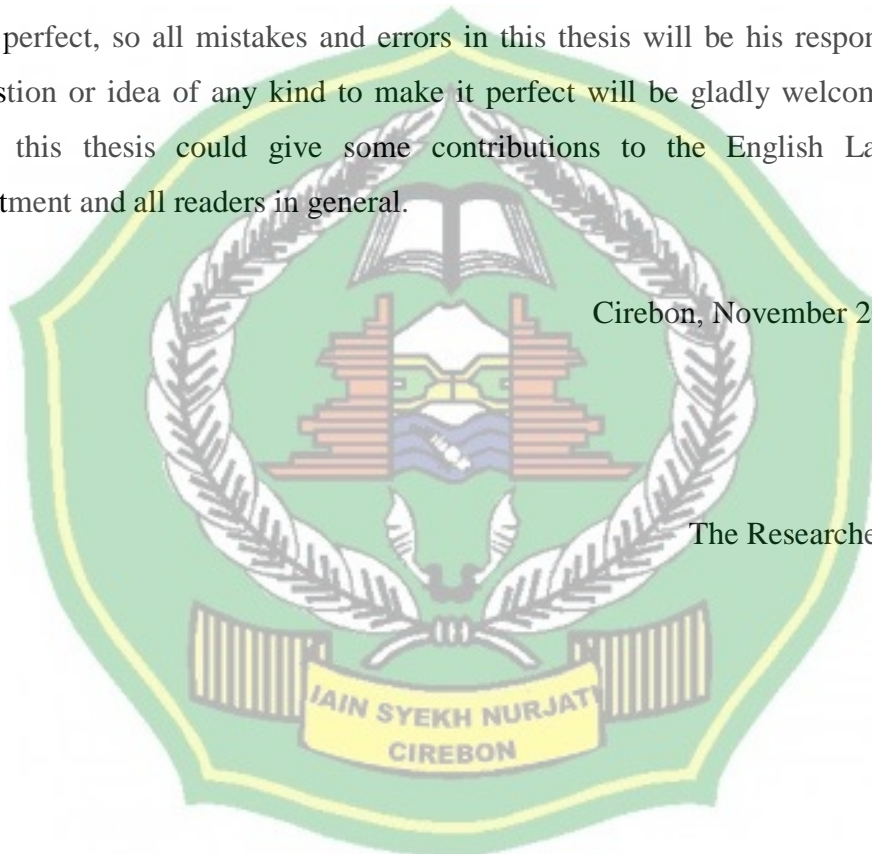 perfect, so all mistakes and errors in this thesis will be his respon
stion or idea of any kind to make it perfect will be gladly welcom
this thesis could give some contributions to the English La
tment and all readers in general.
Cirebon, November 2
The Researche
IAIN SYEKH NURJATI
CIREBON